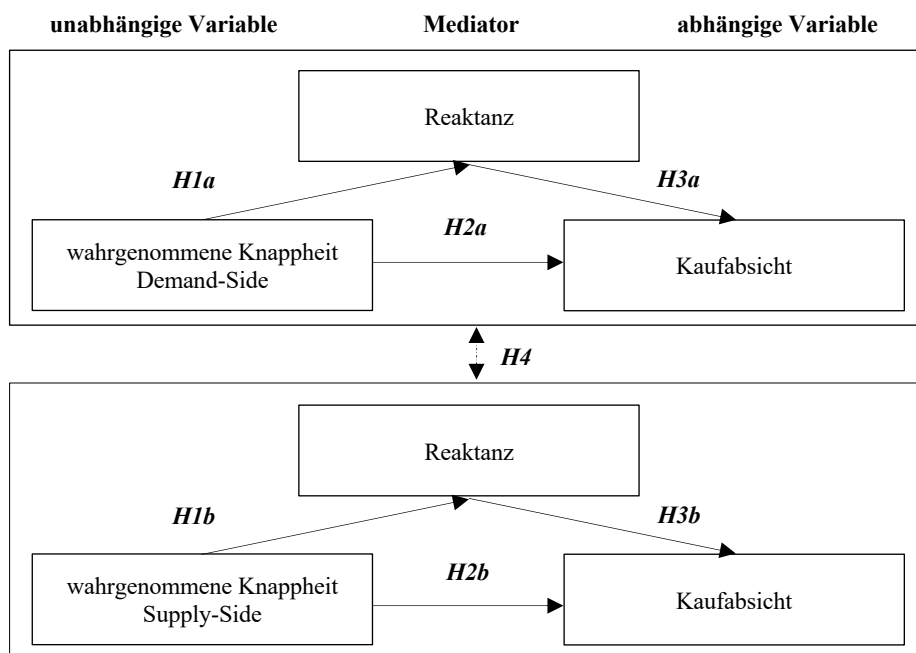 unabhängige Variable
Mediator
abhängige Variable
Reaktanz
H1a
H3a
H2a
wahrgenommene Knappheit
Demand-Side
Kaufabsicht
H4
Reaktanz
H1b
H3b
H2b
wahrgenommene Knappheit
Supply-Side
Kaufabsicht